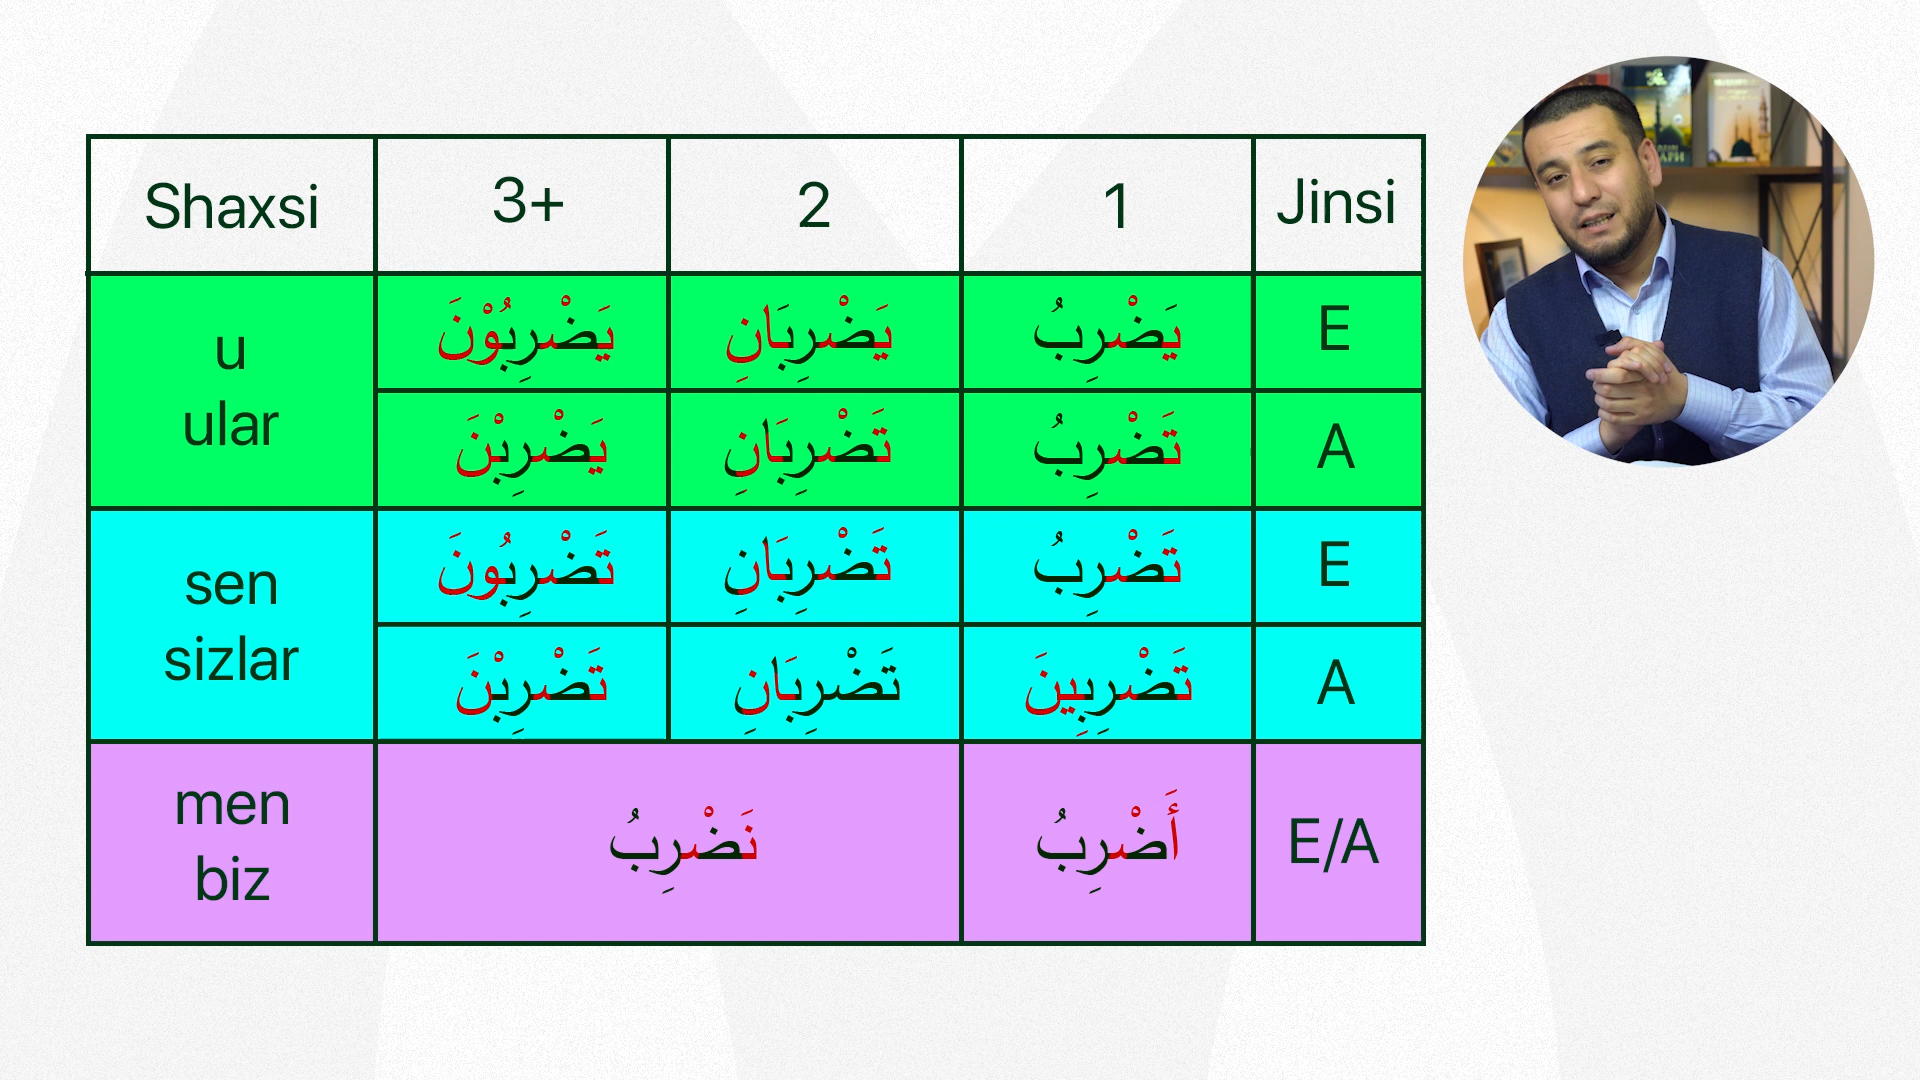 Shaxsi 3+ 2 1 Jinsi
u
ular
يَضْرِبُوْنَ يَضْرِبَانِ يَضْرِبُ E
يَضْرِبْنَ تَضْرِبَانِ تَضْرِبُ A
sen
sizlar
تَضْرِبُونَ تَضْرِبَانِ تَضْرِبُ E
تَضْرِبْنَ تَضْرِبَانِ تَضْرِبِينَ A
men
biz
نَضْرِبُ أَضْرِبُ E/A